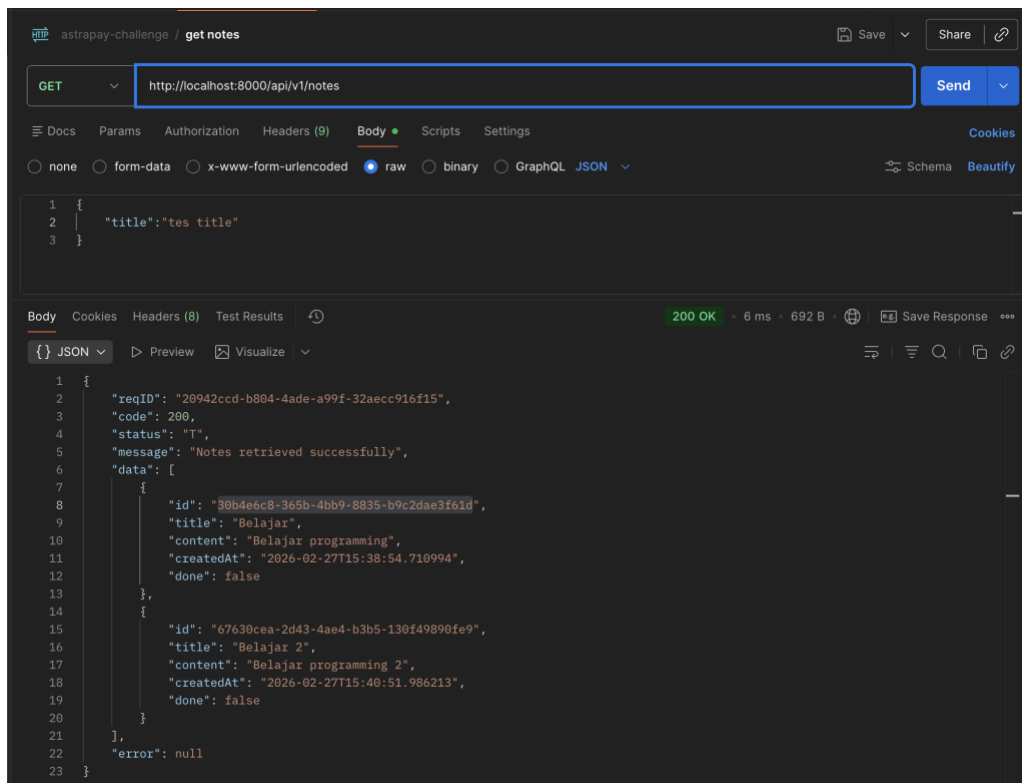 HTTP astrapay-challenge / get notes Save Share
GET http://localhost:8000/api/v1/notes Send
Docs Params Authorization Headers (9) Body Scripts Settings Cookies
none form-data x-www-form-urlencoded raw binary GraphQL JSON Schema Beautify
1 {
2 "title":"tes title"
3 }
Body Cookies Headers (8) Test Results 200 OK • 6 ms • 692 B • e.g. Save Response
{} JSON Preview Visualize
1 {
2 "reqID": "20942ccd-b804-4ade-a99f-32aecc916f15",
3 "code": 200,
4 "status": "T",
5 "message": "Notes retrieved successfully",
6 "data": [
7 {
8 "id": "30b4e6c8-365b-4bb9-8835-b9c2dae3f61d",
9 "title": "Belajar",
10 "content": "Belajar programming",
11 "createdAt": "2026-02-27T15:38:54.710994",
12 "done": false
13 },
14 {
15 "id": "67630cea-2d43-4ae4-b3b5-130f49890fe9",
16 "title": "Belajar 2",
17 "content": "Belajar programming 2",
18 "createdAt": "2026-02-27T15:40:51.986213",
19 "done": false
20 }
21 ],
22 "error": null
23 }